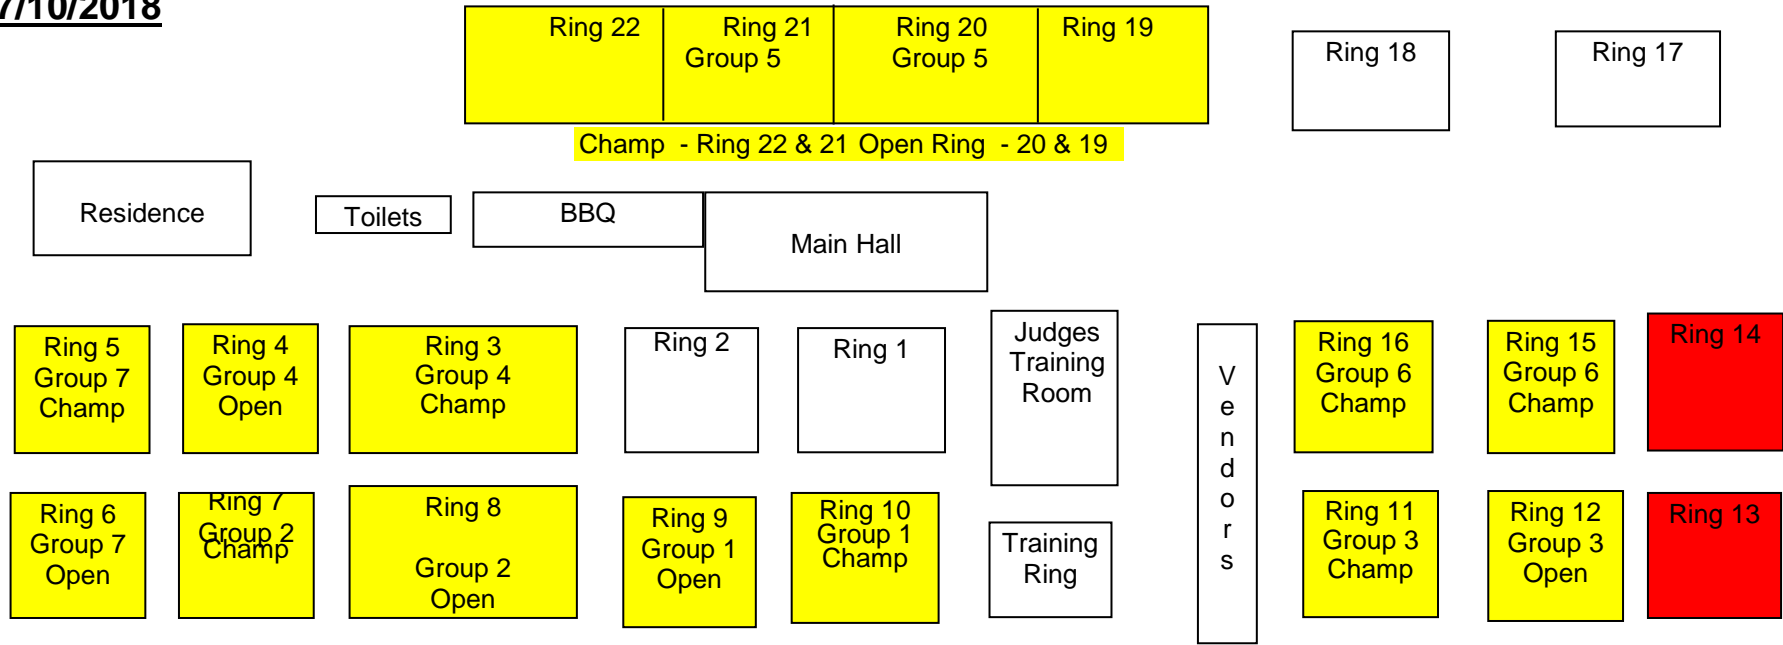 7/10/2018
Ring 22
Ring 21
Group 5
Ring 20
Group 5
Ring 19
Ring 18
Ring 17
Champ - Ring 22 & 21 Open Ring - 20 & 19
Residence
Toilets
BBQ
Main Hall
Ring 5
Group 7
Champ
Ring 4
Group 4
Open
Ring 3
Group 4
Champ
Ring 2
Ring 1
Judges
Training
Room
Vendors
Ring 16
Group 6
Champ
Ring 15
Group 6
Champ
Ring 14
Ring 6
Group 7
Open
Ring 7
Group 2
Champ
Ring 8
Group 2
Open
Ring 9
Group 1
Open
Ring 10
Group 1
Champ
Training
Ring
Ring 11
Group 3
Champ
Ring 12
Group 3
Open
Ring 13